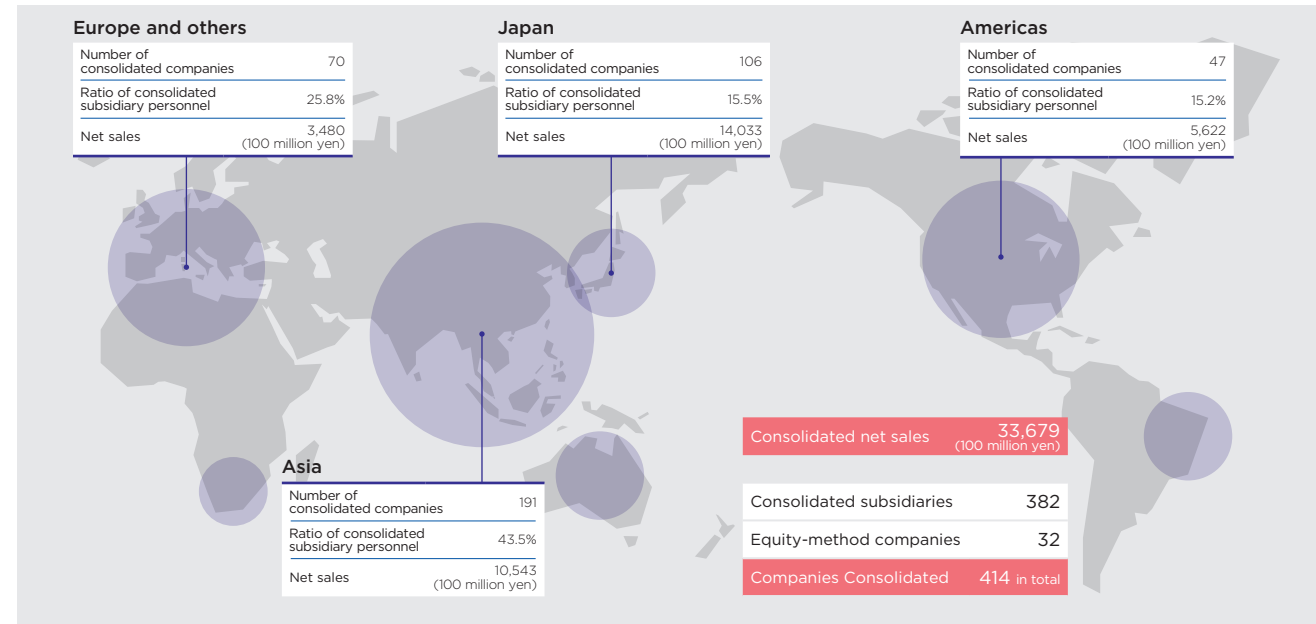 Europe and others
Number of
consolidated companies 70
Ratio of consolidated
subsidiary personnel 25.8%
Net sales 3,480
(100 million yen)
Japan
Number of
consolidated companies 106
Ratio of consolidated
subsidiary personnel 15.5%
Net sales 14,033
(100 million yen)
Americas
Number of
consolidated companies 47
Ratio of consolidated
subsidiary personnel 15.2%
Net sales 5,622
(100 million yen)
Asia
Number of
consolidated companies 191
Ratio of consolidated
subsidiary personnel 43.5%
Net sales 10,543
(100 million yen)
Consolidated net sales 33,679
(100 million yen)
Consolidated subsidiaries 382
Equity-method companies 32
Companies Consolidated 414 in total